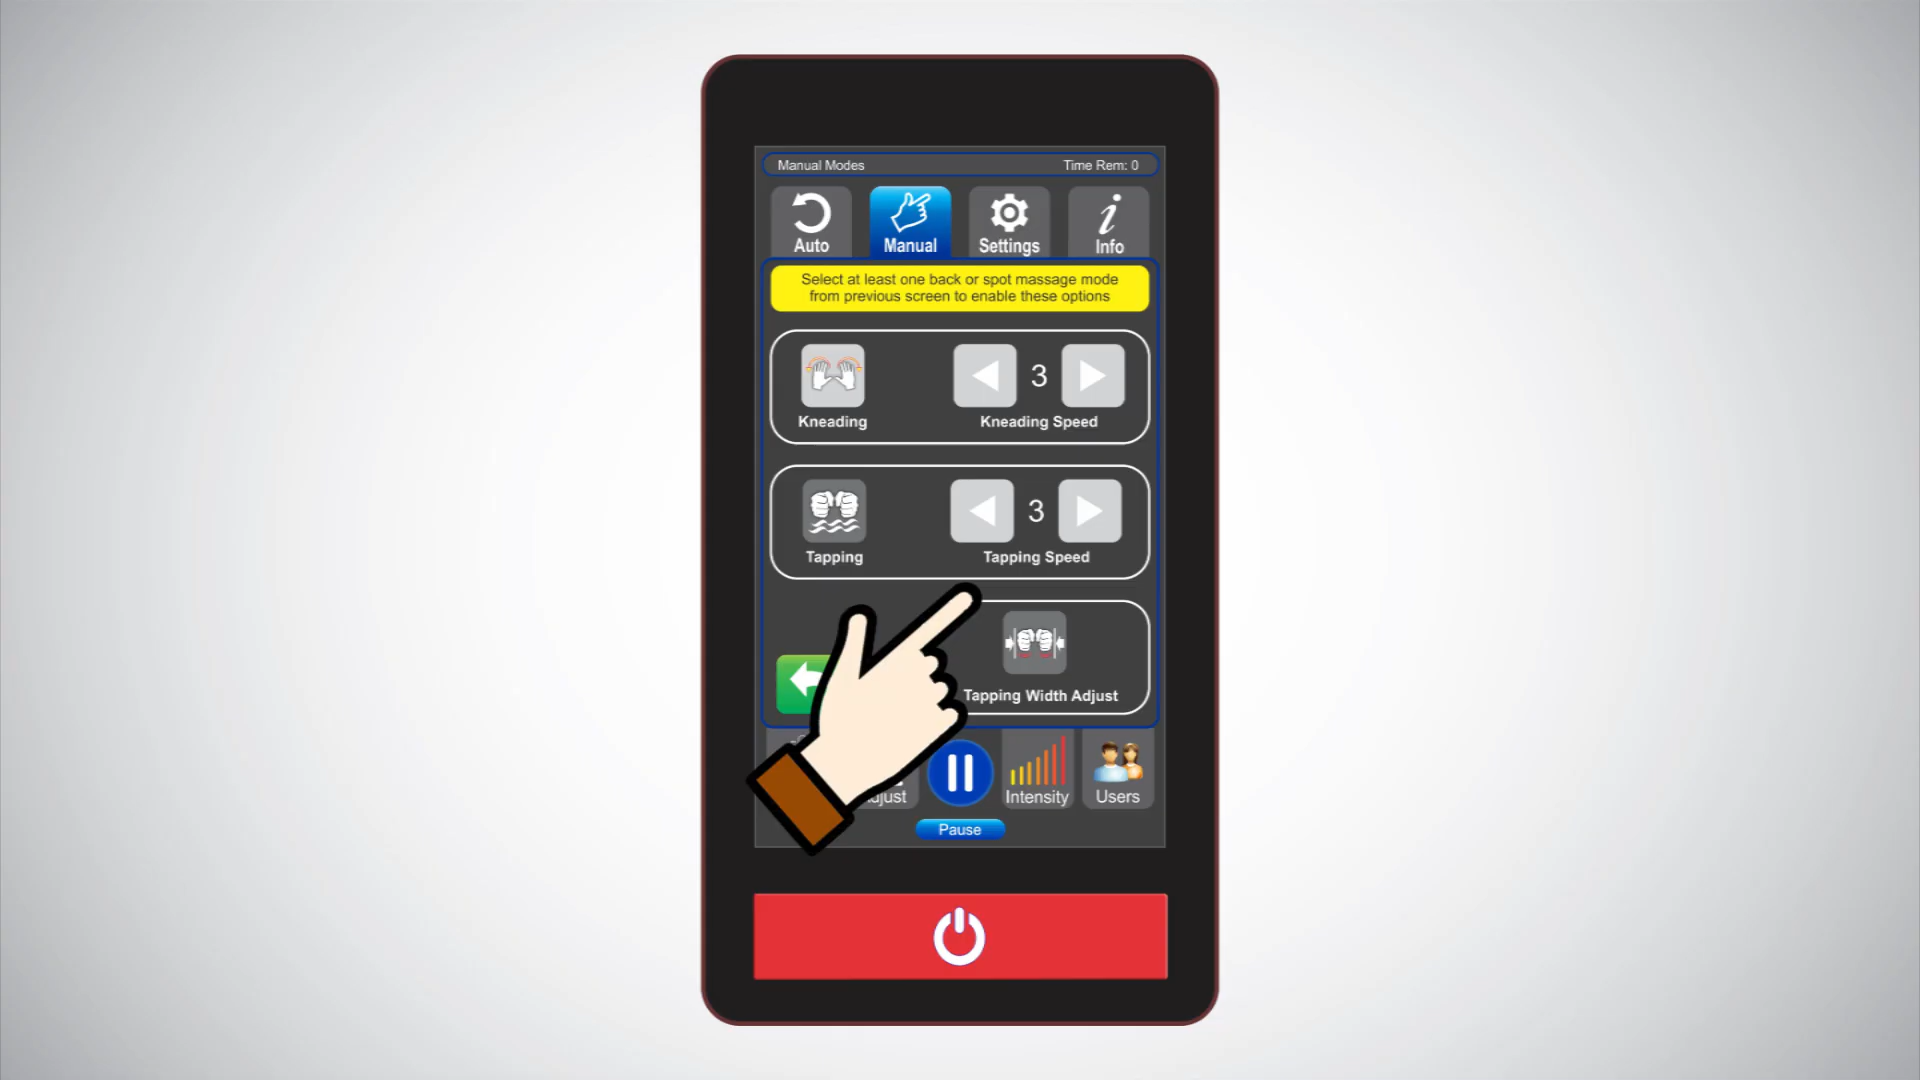 Manual Modes Time Rem: 0
Auto Manual Settings Info
Select at least one back or spot massage mode
from previous screen to enable these options
3
Kneading Kneading Speed
3
Tapping Tapping Speed
Tapping Width Adjust
Intensity Users
Pause